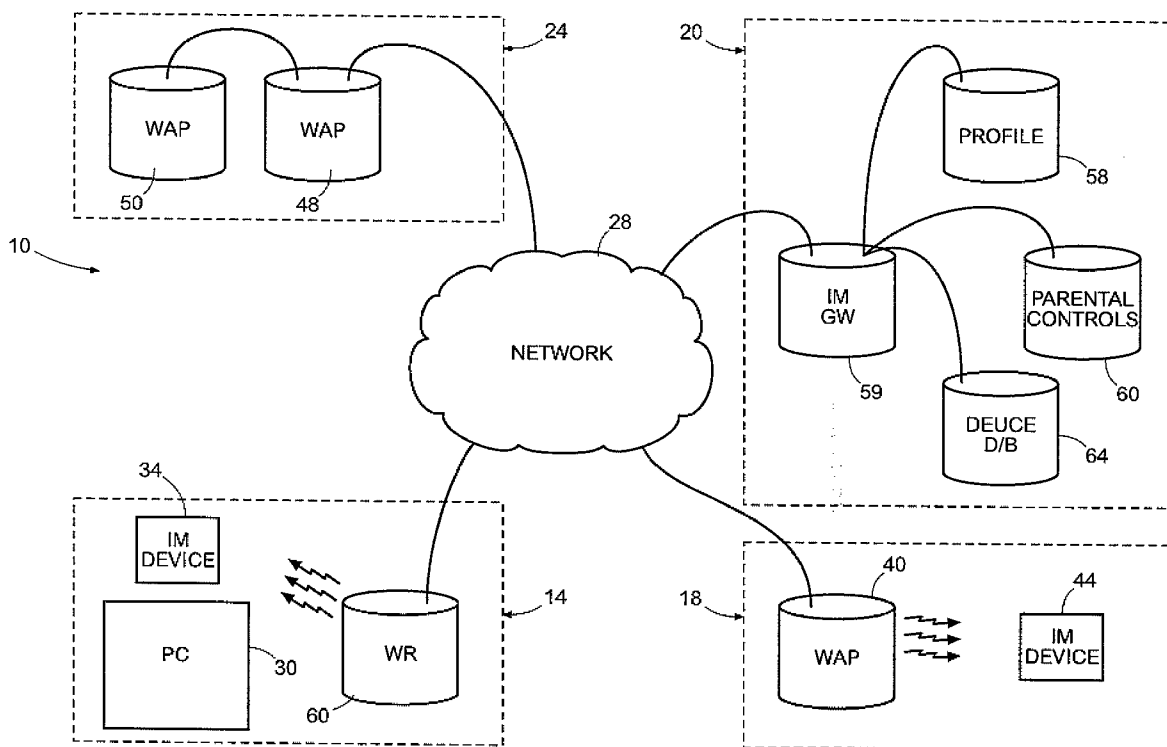 24
WAP
WAP
50
48
20
PROFILE
58
10
28
NETWORK
IM
GW
59
PARENTAL
CONTROLS
60
DEUCE
D/B
64
34
IM
DEVICE
PC
30
WR
60
14
18
40
WAP
44
IM
DEVICE